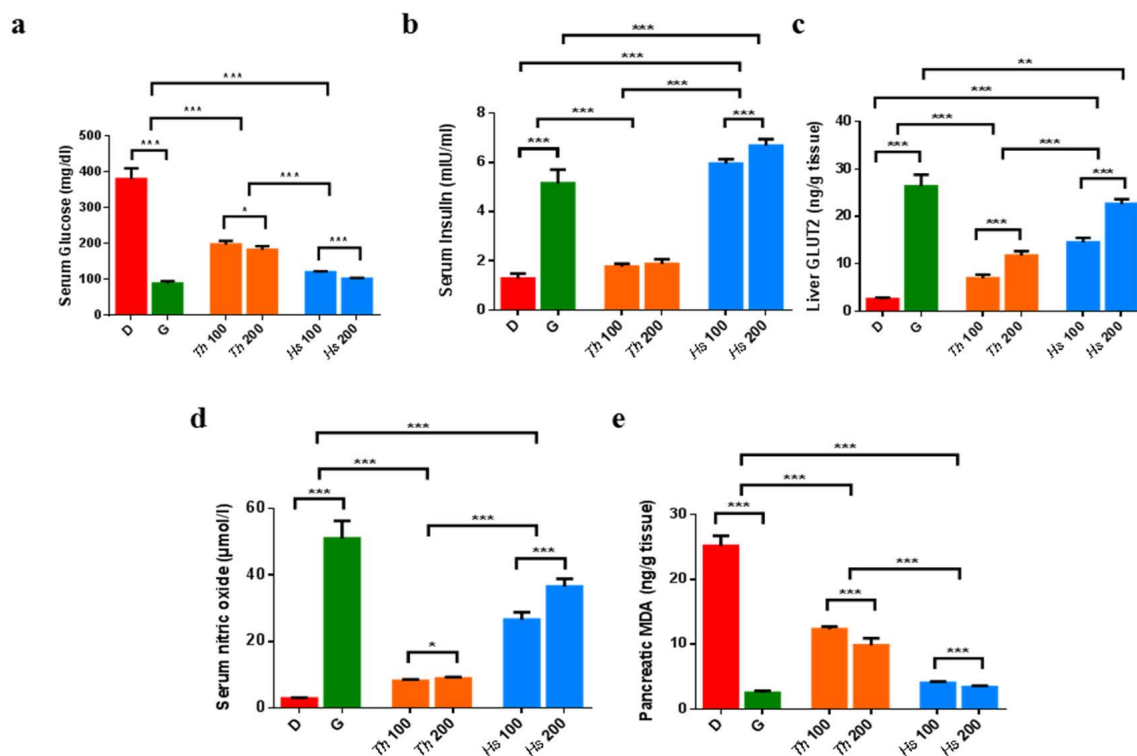 a
***
***
***
***
*
***
Serum Glucose (mg/dl)
500
400
300
200
100
0
D
G
Th 100
Th 200
Hs 100
Hs 200
b
***
***
***
***
***
***
Serum Insulin (mIU/ml)
8
6
4
2
0
D
G
Th 100
Th 200
Hs 100
Hs 200
c
**
***
***
***
***
***
***
Liver GLUT2 (ng/g tissue)
40
30
20
10
0
D
G
Th 100
Th 200
Hs 100
Hs 200
d
***
***
***
***
***
*
Serum nitric oxide (µmol/l)
60
40
20
0
D
G
Th 100
Th 200
Hs 100
Hs 200
e
***
***
***
***
***
***
Pancreatic MDA (ng/g tissue)
30
20
10
0
D
G
Th 100
Th 200
Hs 100
Hs 200